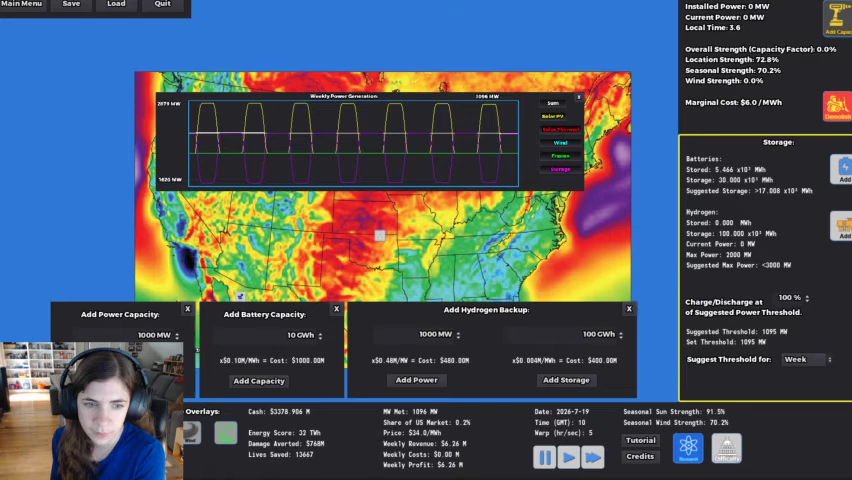 Main Menu
Save
Load
Quit
Installed Power: 0 MW
Current Power: 0 MW
Local Time: 3.6
Overall Strength (Capacity Factor): 0.0%
Location Strength: 72.8%
Seasonal Strength: 70.2%
Wind Strength: 0.0%
Marginal Cost: $6.0 /MWh
Add Capac
Demolish
Weekly Power Generation:
1096 MW
X
Sum
Solar PV
Solar Thermal
Wind
Fission
Storage
Storage:
Batteries:
Stored: 5.466 x10³ MWh
Storage: 30.000 x10³ MWh
Suggested Storage: >17.008 x10³ MWh
Add
Hydrogen:
Stored: 0.000 MWh
Storage: 100.000 x10³ MWh
Current Power: 0 MW
Max Power: 2000 MW
Suggested Max Power: <3000 MW
Add
Charge/Discharge at 100 %
of Suggested Power Threshold.
Suggested Threshold: 1095 MW
Set Threshold: 1095 MW
Suggest Threshold for: Week
Add Power Capacity:
X
1000 MW
Add Battery Capacity:
X
10 GWh
x$0.10M/MWh = Cost: $1000.00M
Add Capacity
Add Hydrogen Backup:
X
1000 MW
100 GWh
x$0.48M/MW = Cost: $480.00M
x$0.004M/MWh = Cost: $400.00M
Add Power
Add Storage
Overlays:
Wind
Cash: $3378.906 M
Energy Score: 32 TWh
Damage Averted: $768M
Lives Saved: 13667
MW Met: 1096 MW
Share of US Market: 0.2%
Price: $34.0/MWh
Weekly Revenue: $6.26 M
Weekly Costs: $0.00 M
Weekly Profit: $6.26 M
Date: 2026-7-19
Time (GMT): 10
Warp (hr/sec): 5
Seasonal Sun Strength: 91.5%
Seasonal Wind Strength: 70.2%
Tutorial
Credits
Research
Difficulty